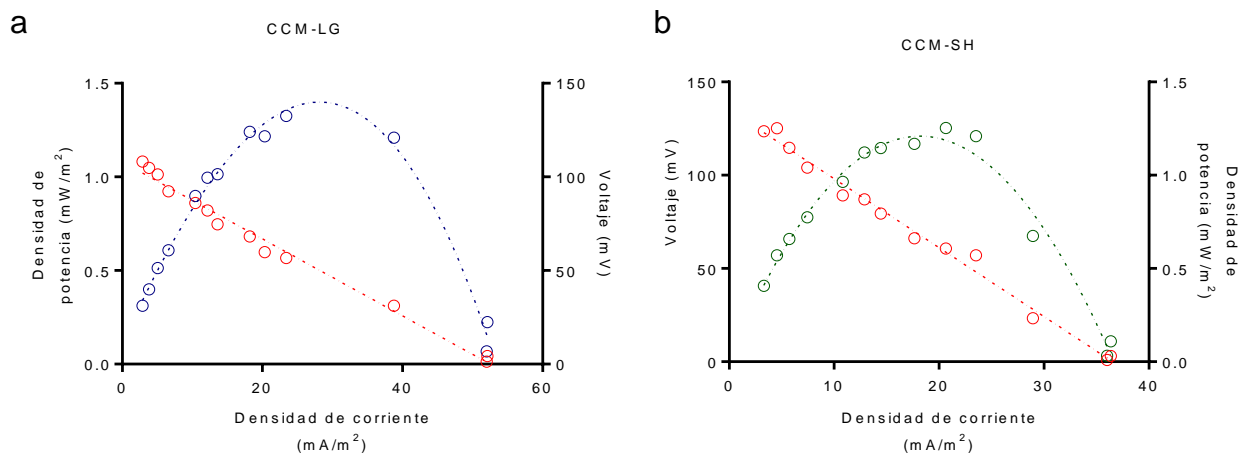 a
CCM-LG
Densidad de
potencia (mW/m²)
1.5
1.0
0.5
0.0
0
20
40
60
150
100
50
0
Voltaje (mV)
Densidad de corriente
(mA/m²)
b
CCM-SH
Voltaje (mV)
150
100
50
0
0
10
20
30
40
1.5
1.0
0.5
0.0
Densidad de
potencia (mW/m²)
Densidad de corriente
(mA/m²)